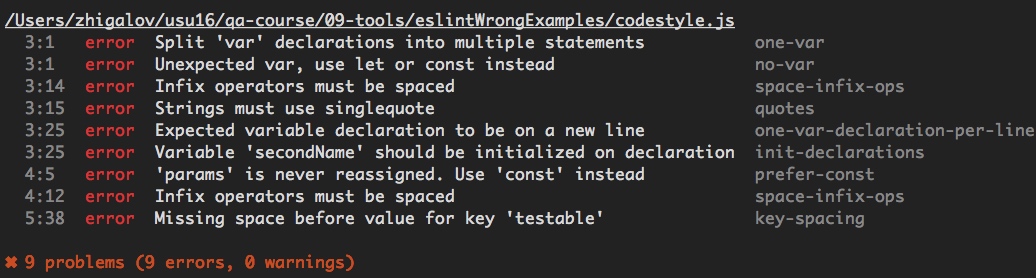 /Users/zhigalov/usu16/qa-course/09-tools/eslintWrongExamples/codestyle.js
3:1 error Split 'var' declarations into multiple statements one-var
3:1 error Unexpected var, use let or const instead no-var
3:14 error Infix operators must be spaced space-infix-ops
3:15 error Strings must use singlequote quotes
3:25 error Expected variable declaration to be on a new line one-var-declaration-per-line
3:25 error Variable 'secondName' should be initialized on declaration init-declarations
4:5 error 'params' is never reassigned. Use 'const' instead prefer-const
4:12 error Infix operators must be spaced space-infix-ops
5:38 error Missing space before value for key 'testable' key-spacing
✖ 9 problems (9 errors, 0 warnings)